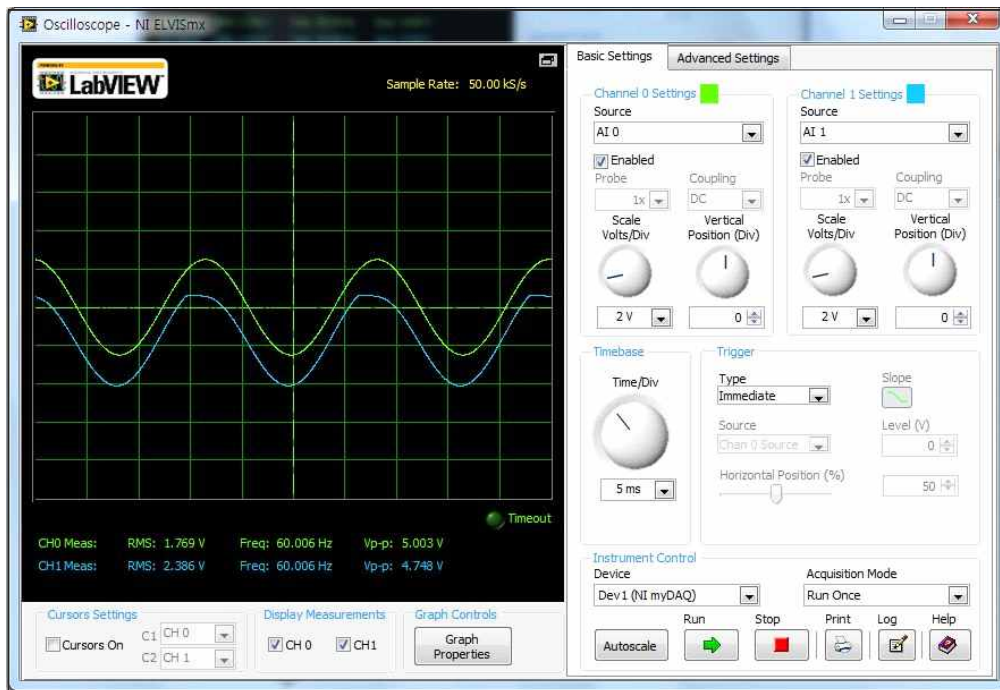 Oscilloscope - NI ELVISmx
LabVIEW
Sample Rate: 50.00 kS/s
Timeout
CH0 Meas: RMS: 1.769 V Freq: 60.006 Hz Vp-p: 5.003 V
CH1 Meas: RMS: 2.386 V Freq: 60.006 Hz Vp-p: 4.748 V
Cursors Settings
Cursors On
C1 CH 0
C2 CH 1
Display Measurements
CH 0 CH1
Graph Controls
Graph
Properties
Basic Settings Advanced Settings
Channel 0 Settings
Source
AI 0
Enabled
Probe Coupling
1x DC
Scale Vertical
Volts/Div Position (Div)
2 V 0
Channel 1 Settings
Source
AI 1
Enabled
Probe Coupling
1x DC
Scale Vertical
Volts/Div Position (Div)
2 V 0
Timebase
Time/Div
5 ms
Trigger
Type Slope
Immediate
Source Level (V)
Chan 0 Source 0
Horizontal Position (%)
50
Instrument Control
Device Acquisition Mode
Dev1 (NI myDAQ) Run Once
Run Stop Print Log Help
Autoscale